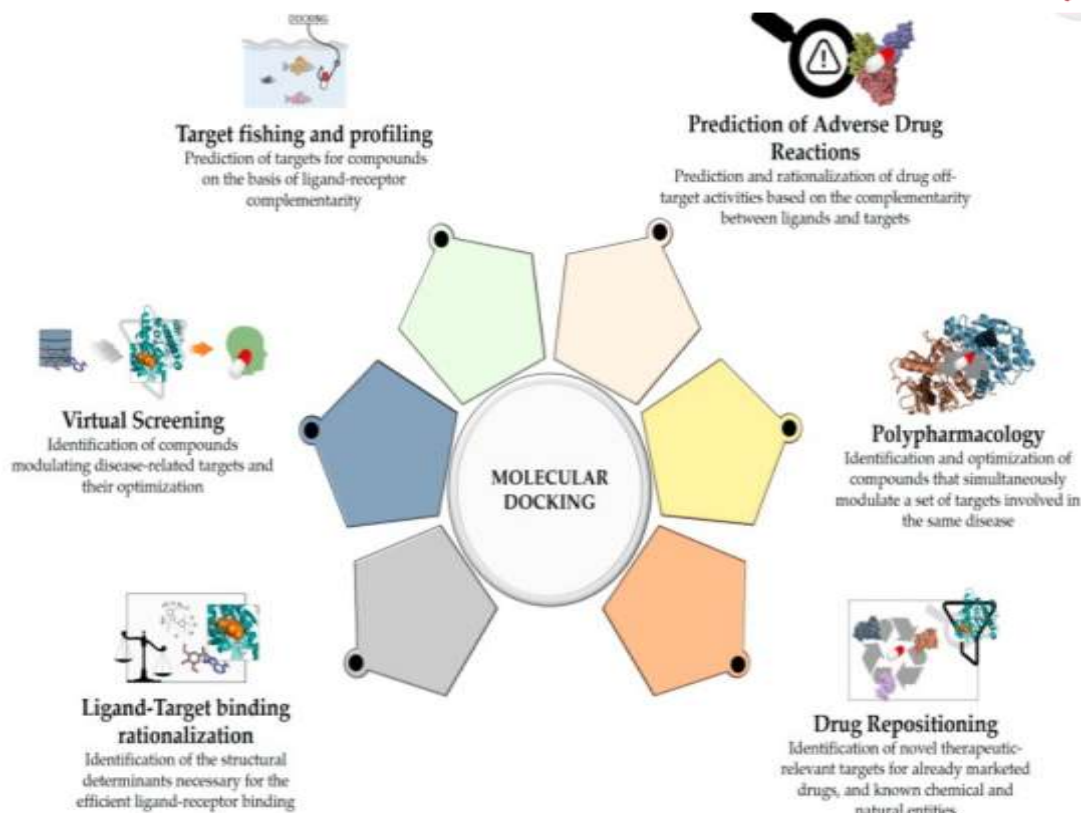 DOCKING
Target fishing and profiling
Prediction of targets for compounds
on the basis of ligand-receptor
complementarity
Prediction of Adverse Drug
Reactions
Prediction and rationalization of drug off-
target activities based on the complementarity
between ligands and targets
Virtual Screening
Identification of compounds
modulating disease-related targets and
their optimization
MOLECULAR
DOCKING
Polypharmacology
Identification and optimization of
compounds that simultaneously
modulate a set of targets involved in
the same disease
Ligand-Target binding
rationalization
Identification of the structural
determinants necessary for the
efficient ligand-receptor binding
Drug Repositioning
Identification of novel therapeutic-
relevant targets for already marketed
drugs, and known chemical and
natural entities